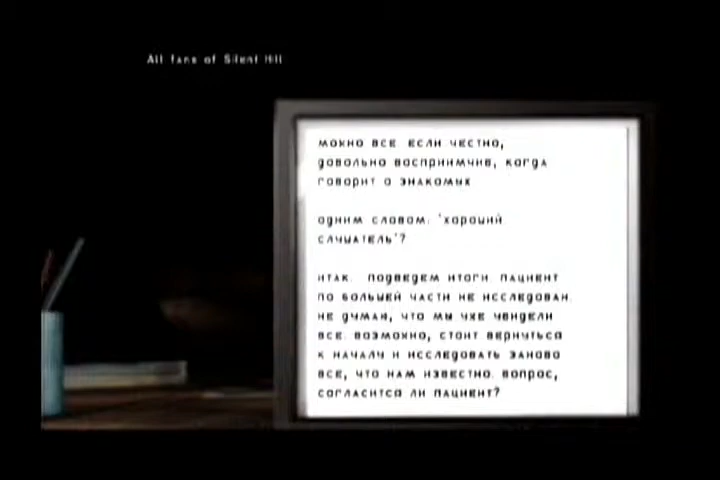 All fans of Silent Hill
можно все. если честно,
довольно восприимчив, когда
говорит о знакомых
одним словом, "хороший
слушатель"?
итак. подведем итоги. пациент
по большей части не исследован.
не думаю, что мы уже увидели
все. возможно, стоит вернуться
к началу и исследовать заново
все, что нам известно. вопрос,
согласится ли пациент?